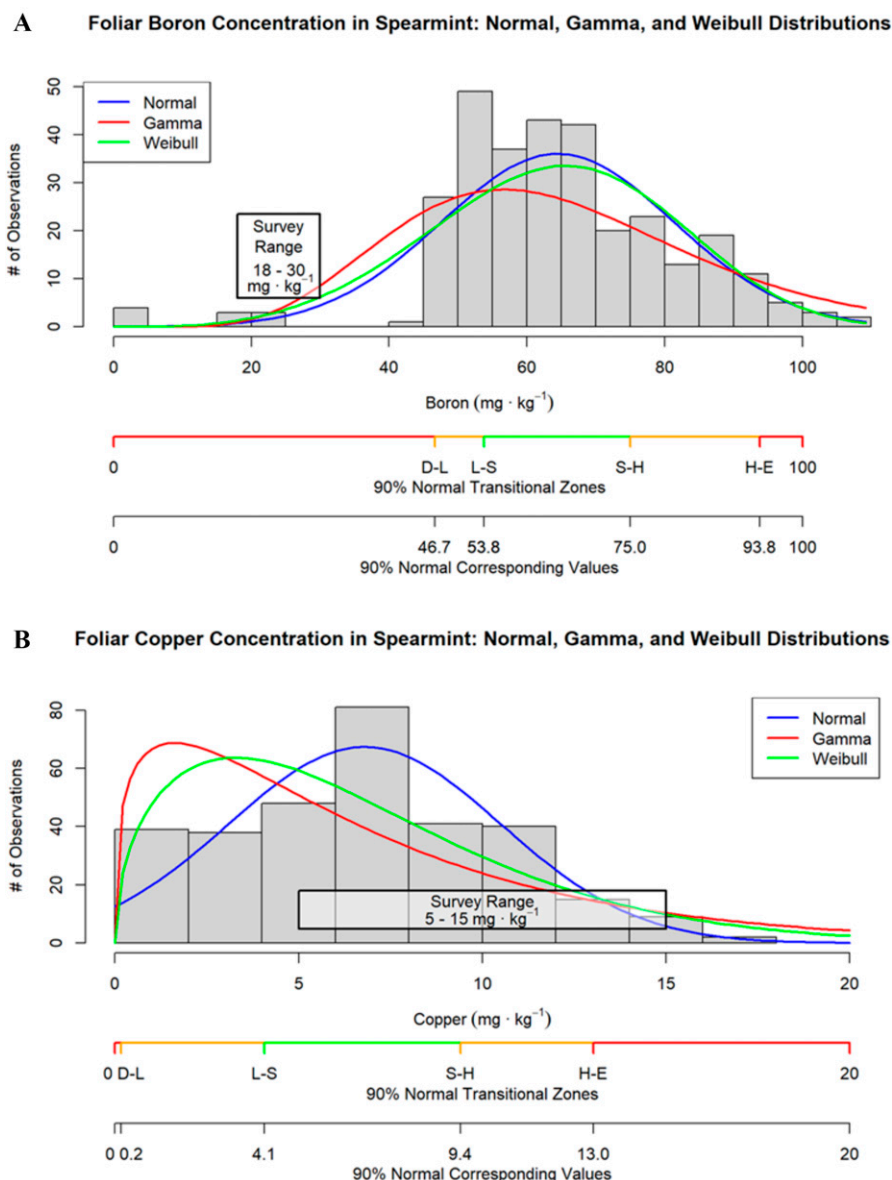 A Foliar Boron Concentration in Spearmint: Normal, Gamma, and Weibull Distributions
# of Observations
50
40
30
20
10
0
Normal
Gamma
Weibull
Survey
Range
18 - 30
mg · kg⁻¹
0 20 40 60 80 100
Boron (mg · kg⁻¹)
0 D-L L-S S-H H-E 100
90% Normal Transitional Zones
0 46.7 53.8 75.0 93.8 100
90% Normal Corresponding Values
B Foliar Copper Concentration in Spearmint: Normal, Gamma, and Weibull Distributions
# of Observations
80
60
40
20
0
Normal
Gamma
Weibull
Survey Range
5 - 15 mg · kg⁻¹
0 5 10 15 20
Copper (mg · kg⁻¹)
0 D-L L-S S-H H-E 20
90% Normal Transitional Zones
0 0.2 4.1 9.4 13.0 20
90% Normal Corresponding Values